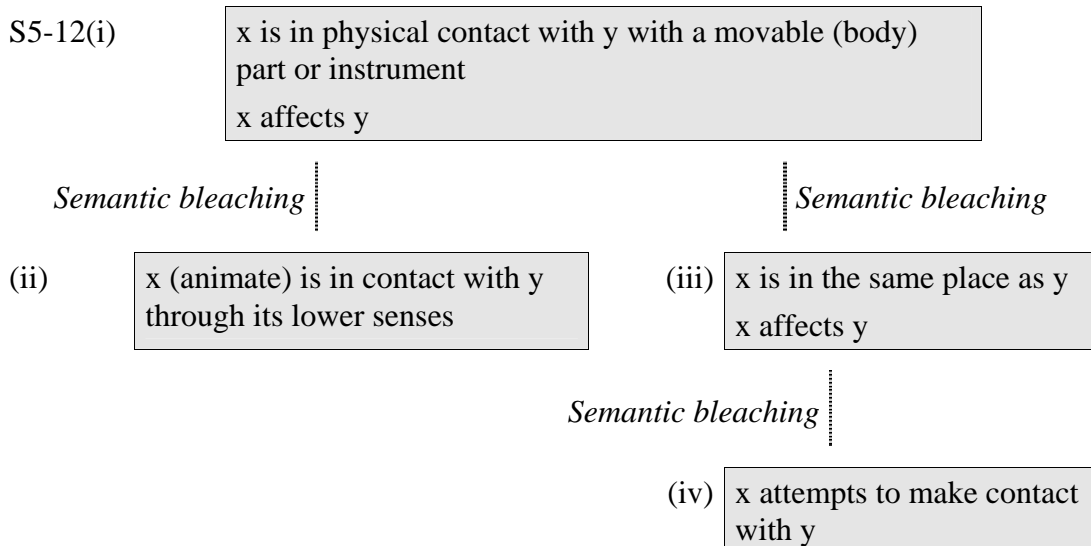 S5-12(i)
x is in physical contact with y with a movable (body)
part or instrument
x affects y
Semantic bleaching
Semantic bleaching
(ii)
x (animate) is in contact with y
through its lower senses
(iii)
x is in the same place as y
x affects y
Semantic bleaching
(iv)
x attempts to make contact
with y